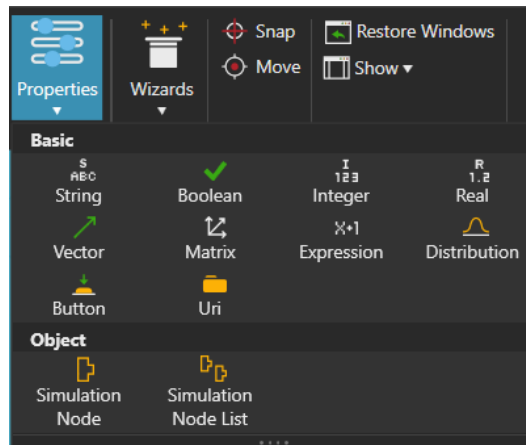 Properties
Wizards
Snap
Move
Restore Windows
Show
Basic
S
ABC
String
Boolean
I
123
Integer
R
1.2
Real
Vector
Matrix
X+1
Expression
Distribution
Button
Uri
Object
Simulation
Node
Simulation
Node List